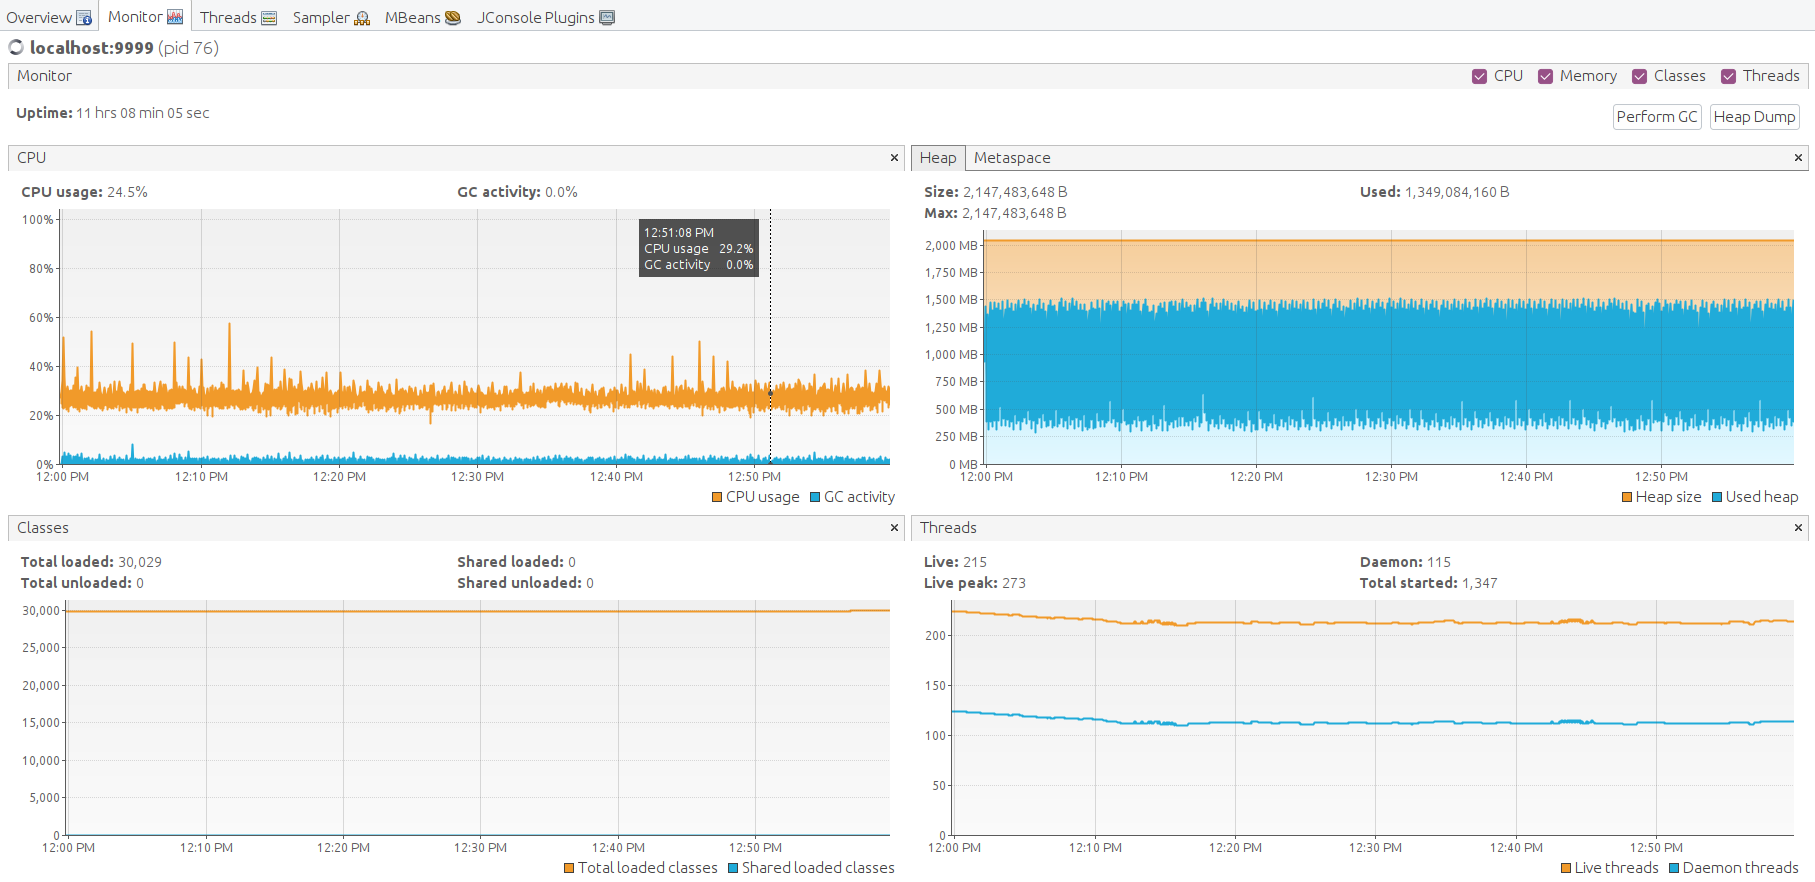 Overview Monitor Threads Sampler MBeans JConsole Plugins
localhost:9999 (pid 76)
Monitor CPU Memory Classes Threads
Uptime: 11 hrs 08 min 05 sec
Perform GC Heap Dump
CPU
CPU usage: 24.5% GC activity: 0.0%
100%
80%
60%
40%
20%
0%
12:51:08 PM
CPU usage 29.2%
GC activity 0.0%
12:00 PM 12:10 PM 12:20 PM 12:30 PM 12:40 PM 12:50 PM
CPU usage GC activity
Heap Metaspace
Size: 2,147,483,648 B Used: 1,349,084,160 B
Max: 2,147,483,648 B
2,000 MB
1,750 MB
1,500 MB
1,250 MB
1,000 MB
750 MB
500 MB
250 MB
0 MB
12:00 PM 12:10 PM 12:20 PM 12:30 PM 12:40 PM 12:50 PM
Heap size Used heap
Classes
Total loaded: 30,029 Shared loaded: 0
Total unloaded: 0 Shared unloaded: 0
30,000
25,000
20,000
15,000
10,000
5,000
0
12:00 PM 12:10 PM 12:20 PM 12:30 PM 12:40 PM 12:50 PM
Total loaded classes Shared loaded classes
Threads
Live: 215 Daemon: 115
Live peak: 273 Total started: 1,347
200
150
100
50
0
12:00 PM 12:10 PM 12:20 PM 12:30 PM 12:40 PM 12:50 PM
Live threads Daemon threads